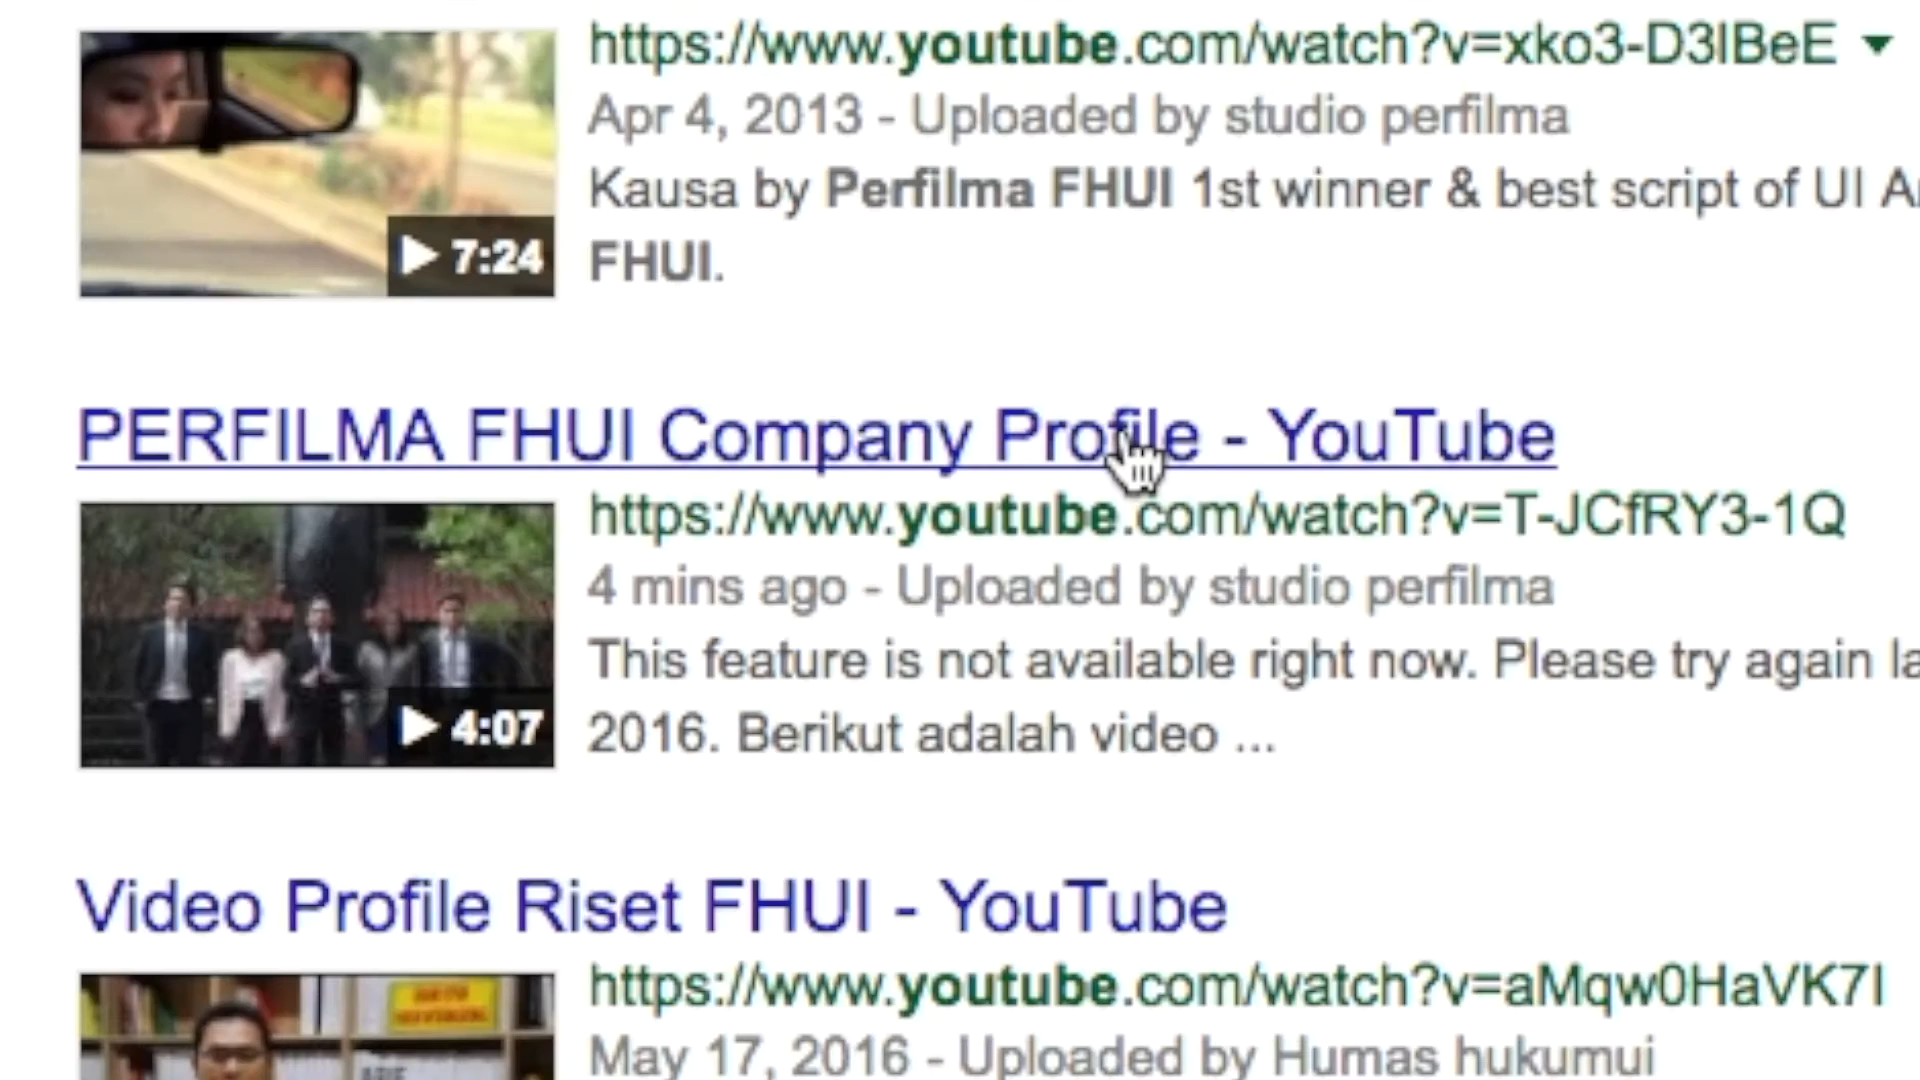 https://www.youtube.com/watch?v=xko3-D3IBeE
Apr 4, 2013 - Uploaded by studio perfilma
Kausa by Perfilma FHUI 1st winner & best script of UI
FHUI.
7:24
PERFILMA FHUI Company Profile - YouTube
https://www.youtube.com/watch?v=T-JCfRY3-1Q
4 mins ago - Uploaded by studio perfilma
This feature is not available right now. Please try again
2016. Berikut adalah video ...
4:07
Video Profile Riset FHUI - YouTube
https://www.youtube.com/watch?v=aMqw0HaVK7I
May 17, 2016 - Uploaded by Humas hukumui